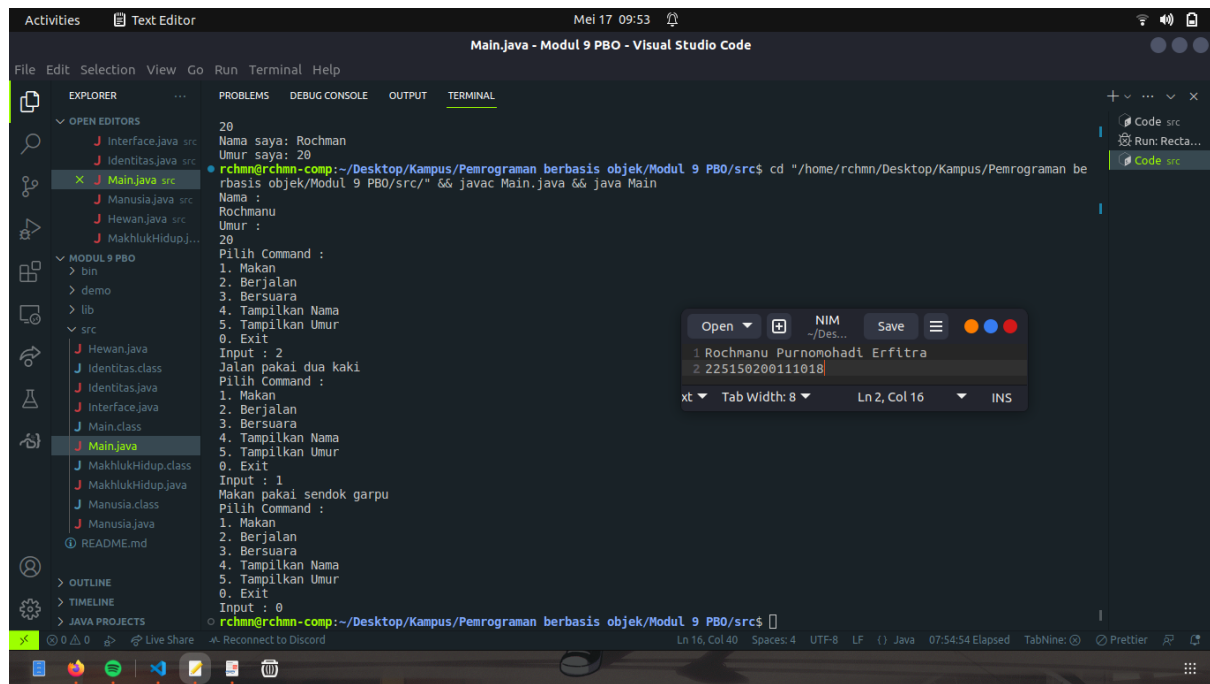 Activities Text Editor Mei 17 09:53
Main.java - Modul 9 PBO - Visual Studio Code
File Edit Selection View Go Run Terminal Help
EXPLORER ...
OPEN EDITORS
Interface.java src
Identitas.java src
Main.java src
Manusia.java src
Hewan.java src
MakhlukHidup.j...
MODUL 9 PBO
bin
demo
lib
src
Hewan.java
Identitas.class
Identitas.java
Interface.java
Main.class
Main.java
MakhlukHidup.class
MakhlukHidup.java
Manusia.class
Manusia.java
README.md
OUTLINE
TIMELINE
JAVA PROJECTS
PROBLEMS DEBUG CONSOLE OUTPUT TERMINAL
20
Nama saya: Rochman
Umur saya: 20
rchmn@rchmn-comp:~/Desktop/Kampus/Pemrograman berbasis objek/Modul 9 PBO/src$ cd "/home/rchmn/Desktop/Kampus/Pemrograman be
rbasis objek/Modul 9 PBO/src/" && javac Main.java && java Main
Nama :
Rochmanu
Umur :
20
Pilih Command :
1. Makan
2. Berjalan
3. Bersuara
4. Tampilkan Nama
5. Tampilkan Umur
0. Exit
Input : 2
Jalan pakai dua kaki
Pilih Command :
1. Makan
2. Berjalan
3. Bersuara
4. Tampilkan Nama
5. Tampilkan Umur
0. Exit
Input : 1
Makan pakai sendok garpu
Pilih Command :
1. Makan
2. Berjalan
3. Bersuara
4. Tampilkan Nama
5. Tampilkan Umur
0. Exit
Input : 0
rchmn@rchmn-comp:~/Desktop/Kampus/Pemrograman berbasis objek/Modul 9 PBO/src$
Code src
Run: Recta...
Code src
Open NIM Save
~/Des...
1 Rochmanu Purnomohadi Erfitra
2 225150200111018
xt Tab Width: 8 Ln 2, Col 16 INS
0 0 Live Share Reconnect to Discord Ln 16, Col 40 Spaces: 4 UTF-8 LF {} Java 07:54:54 Elapsed TabNine: Prettier